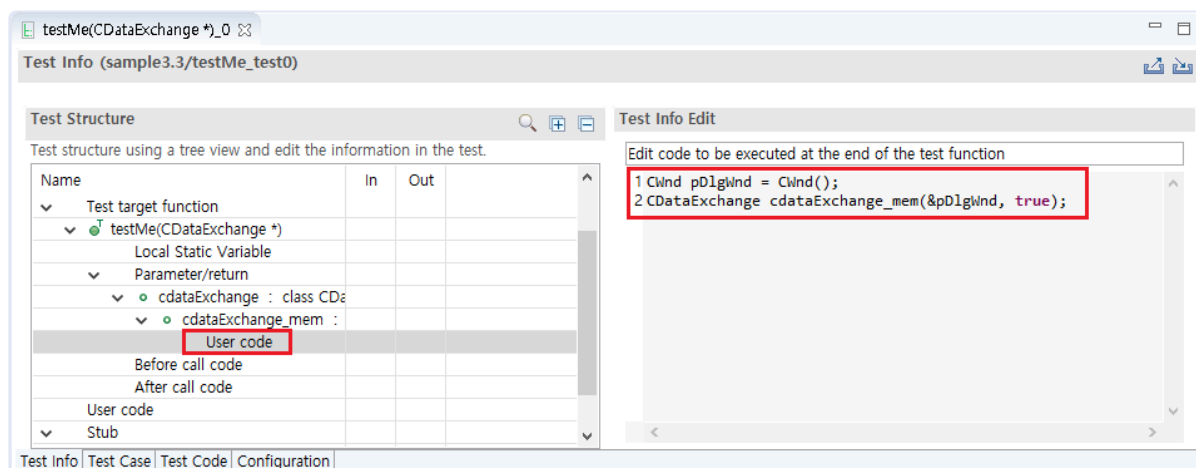 testMe(CDataExchange *)_0
Test Info (sample3.3/testMe_test0)
Test Structure
Test structure using a tree view and edit the information in the test.
Name In Out
Test target function
testMe(CDataExchange *)
Local Static Variable
Parameter/return
cdataExchange : class CDa
cdataExchange_mem :
User code
Before call code
After call code
User code
Stub
Test Info Edit
Edit code to be executed at the end of the test function
1 CWnd pDlgWnd = CWnd();
2 CDataExchange cdataExchange_mem(&pDlgWnd, true);
Test Info Test Case Test Code Configuration